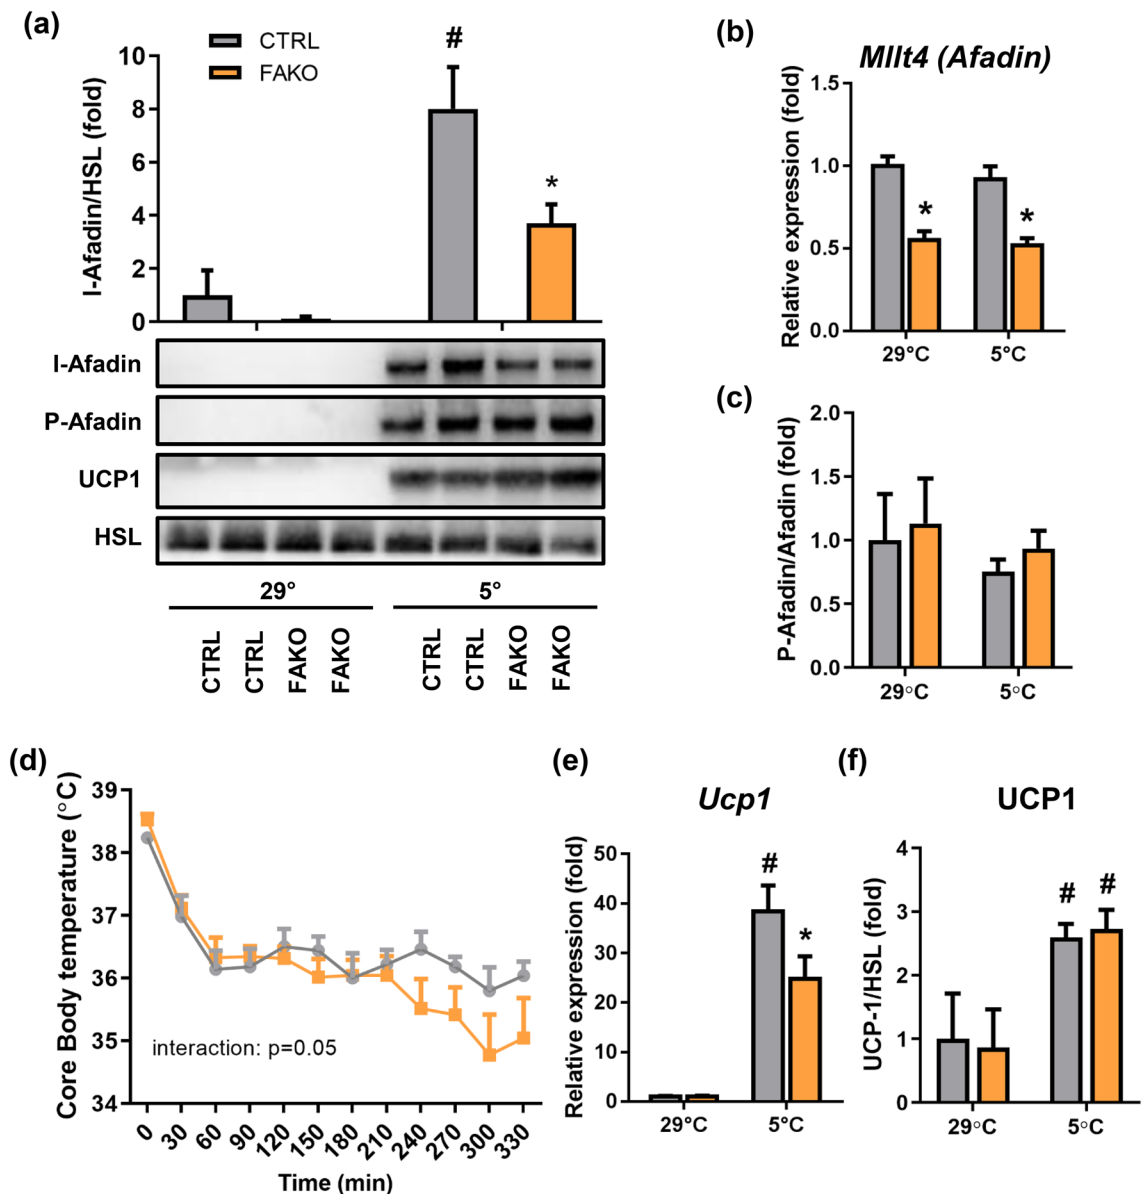 (a)
CTRL
FAKO
#
*
10
8
6
4
2
0
l-Afadin/HSL (fold)
I-Afadin
P-Afadin
UCP1
HSL
29° 5°
CTRL CTRL FAKO FAKO CTRL CTRL FAKO FAKO
(b)
Mllt4 (Afadin)
Relative expression (fold)
1.5
1.0
0.5
0.0
* *
29°C 5°C
(c)
P-Afadin/Afadin (fold)
2.0
1.5
1.0
0.5
0.0
29°C 5°C
(d)
Core Body temperature (°C)
39
38
37
36
35
34
interaction: p=0.05
0 30 60 90 120 150 180 210 240 270 300 330
Time (min)
(e)
Ucp1
Relative expression (fold)
50
40
30
20
10
0
#
*
29°C 5°C
(f)
UCP1
UCP-1/HSL (fold)
4
3
2
1
0
# #
29°C 5°C